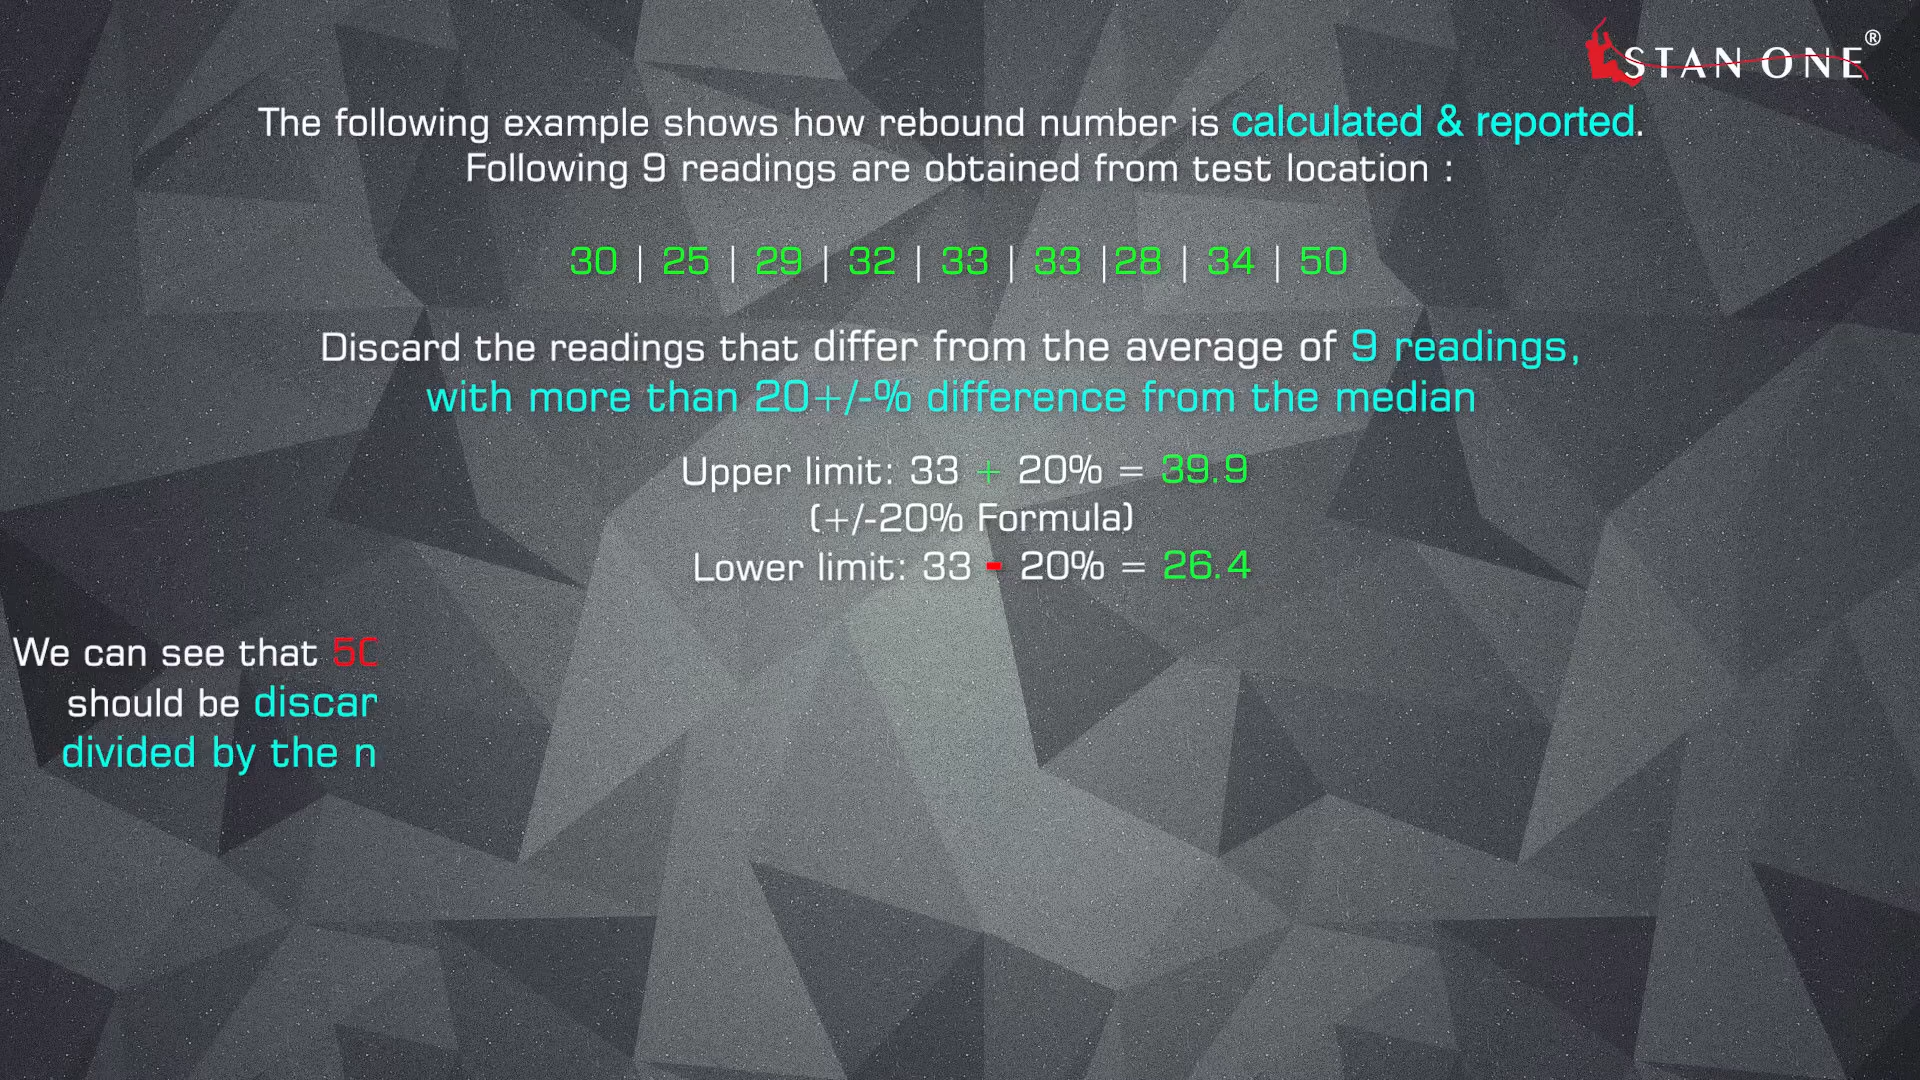 STAN ONE®
The following example shows how rebound number is calculated & reported.
Following 9 readings are obtained from test location :
30 | 25 | 29 | 32 | 33 | 33 |28 | 34 | 50
Discard the readings that differ from the average of 9 readings,
with more than 20+/-% difference from the median
Upper limit: 33 + 20% = 39.9
(+/-20% Formula)
Lower limit: 33 - 20% = 26.4
We can see that
should be discar
divided by the n